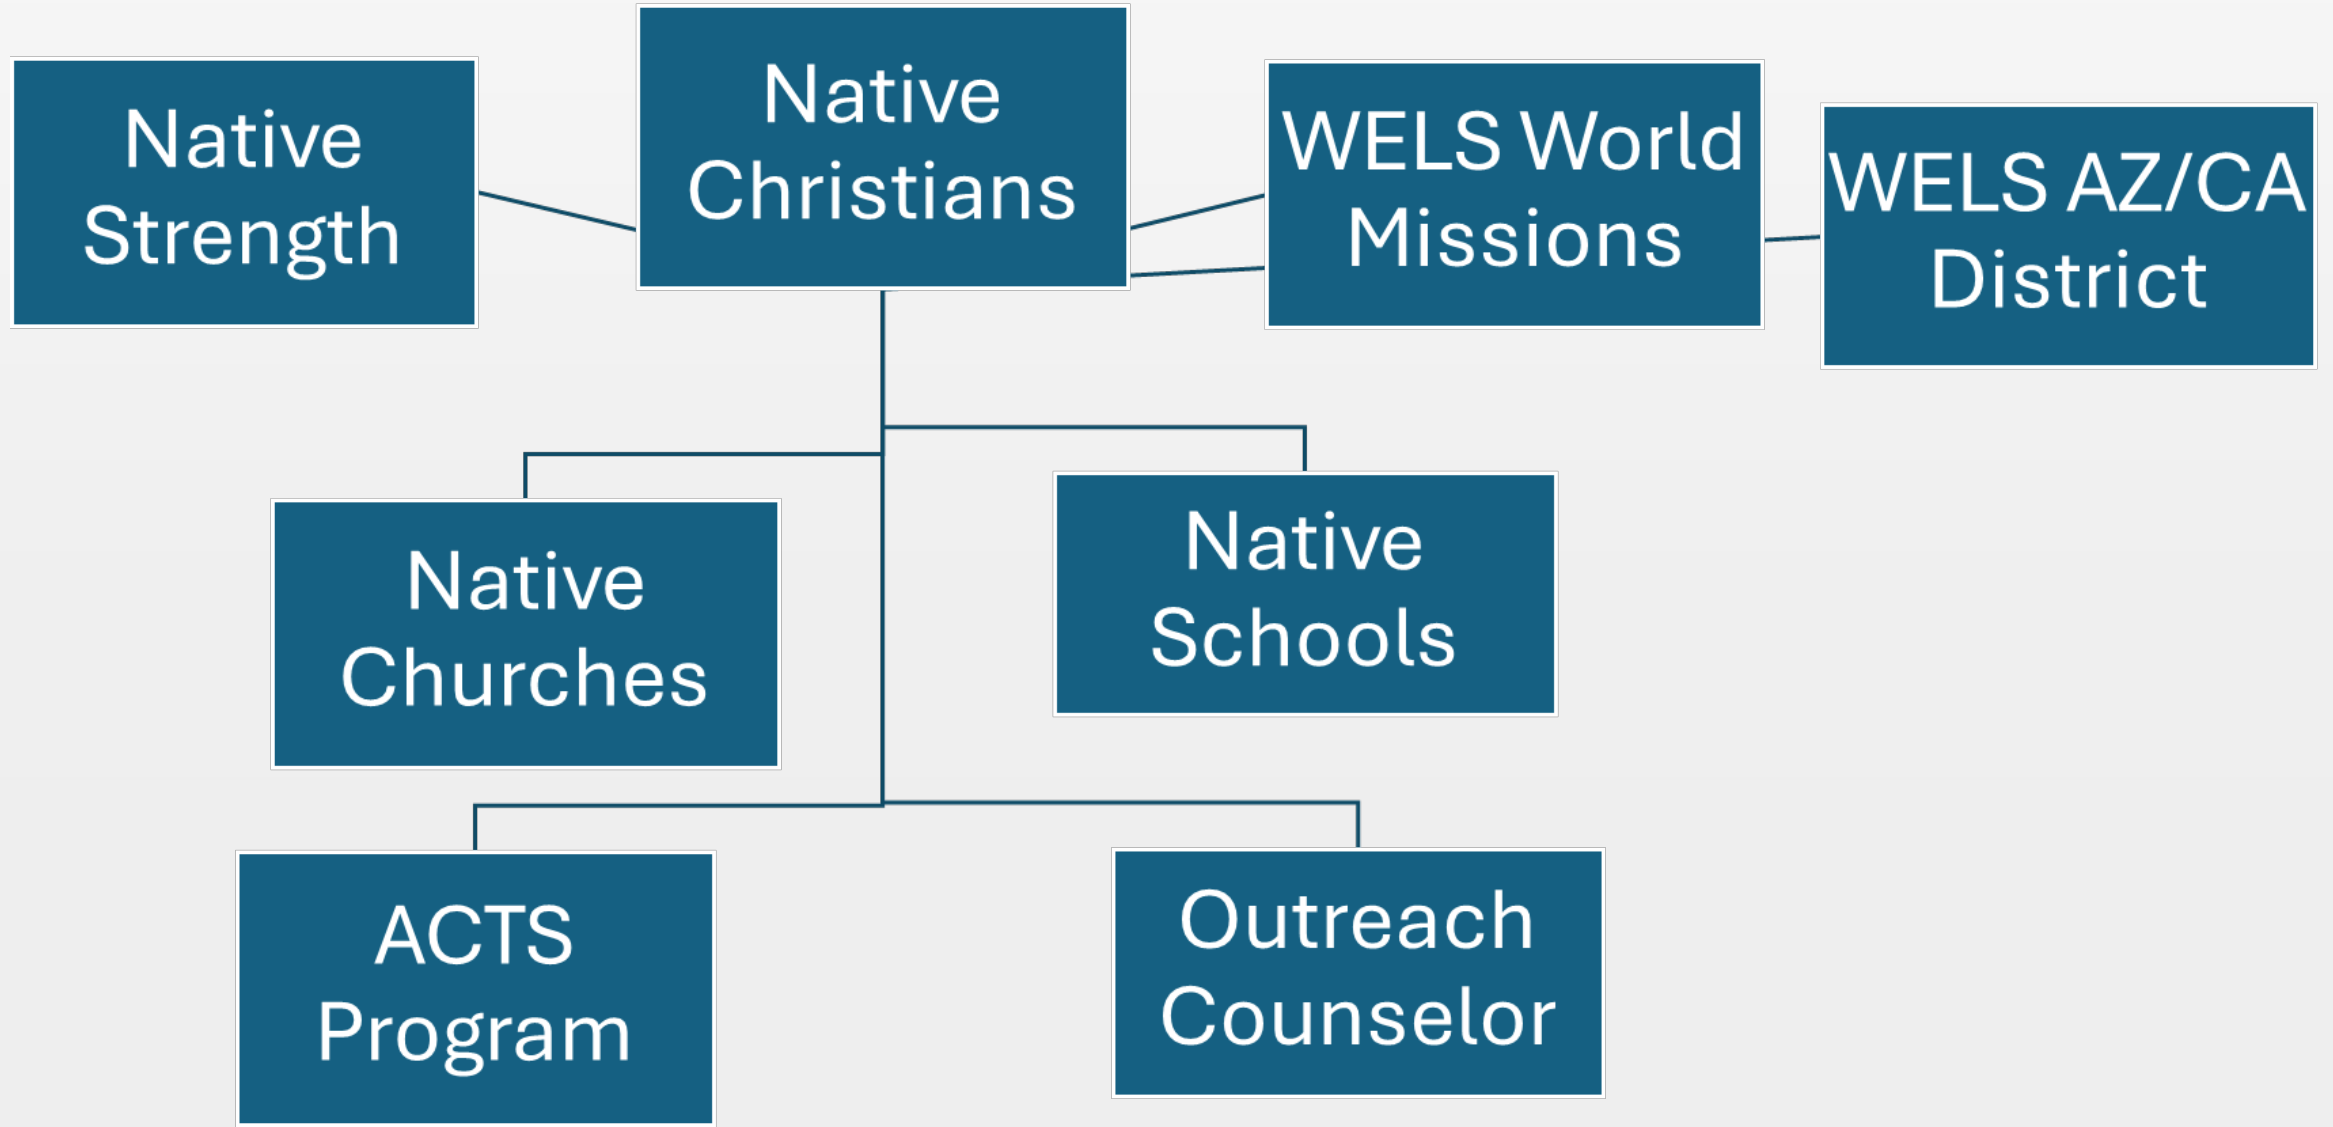 Native
Strength
Native
Christians
WELS World
Missions
WELS AZ/CA
District
Native
Churches
Native
Schools
ACTS
Program
Outreach
Counselor